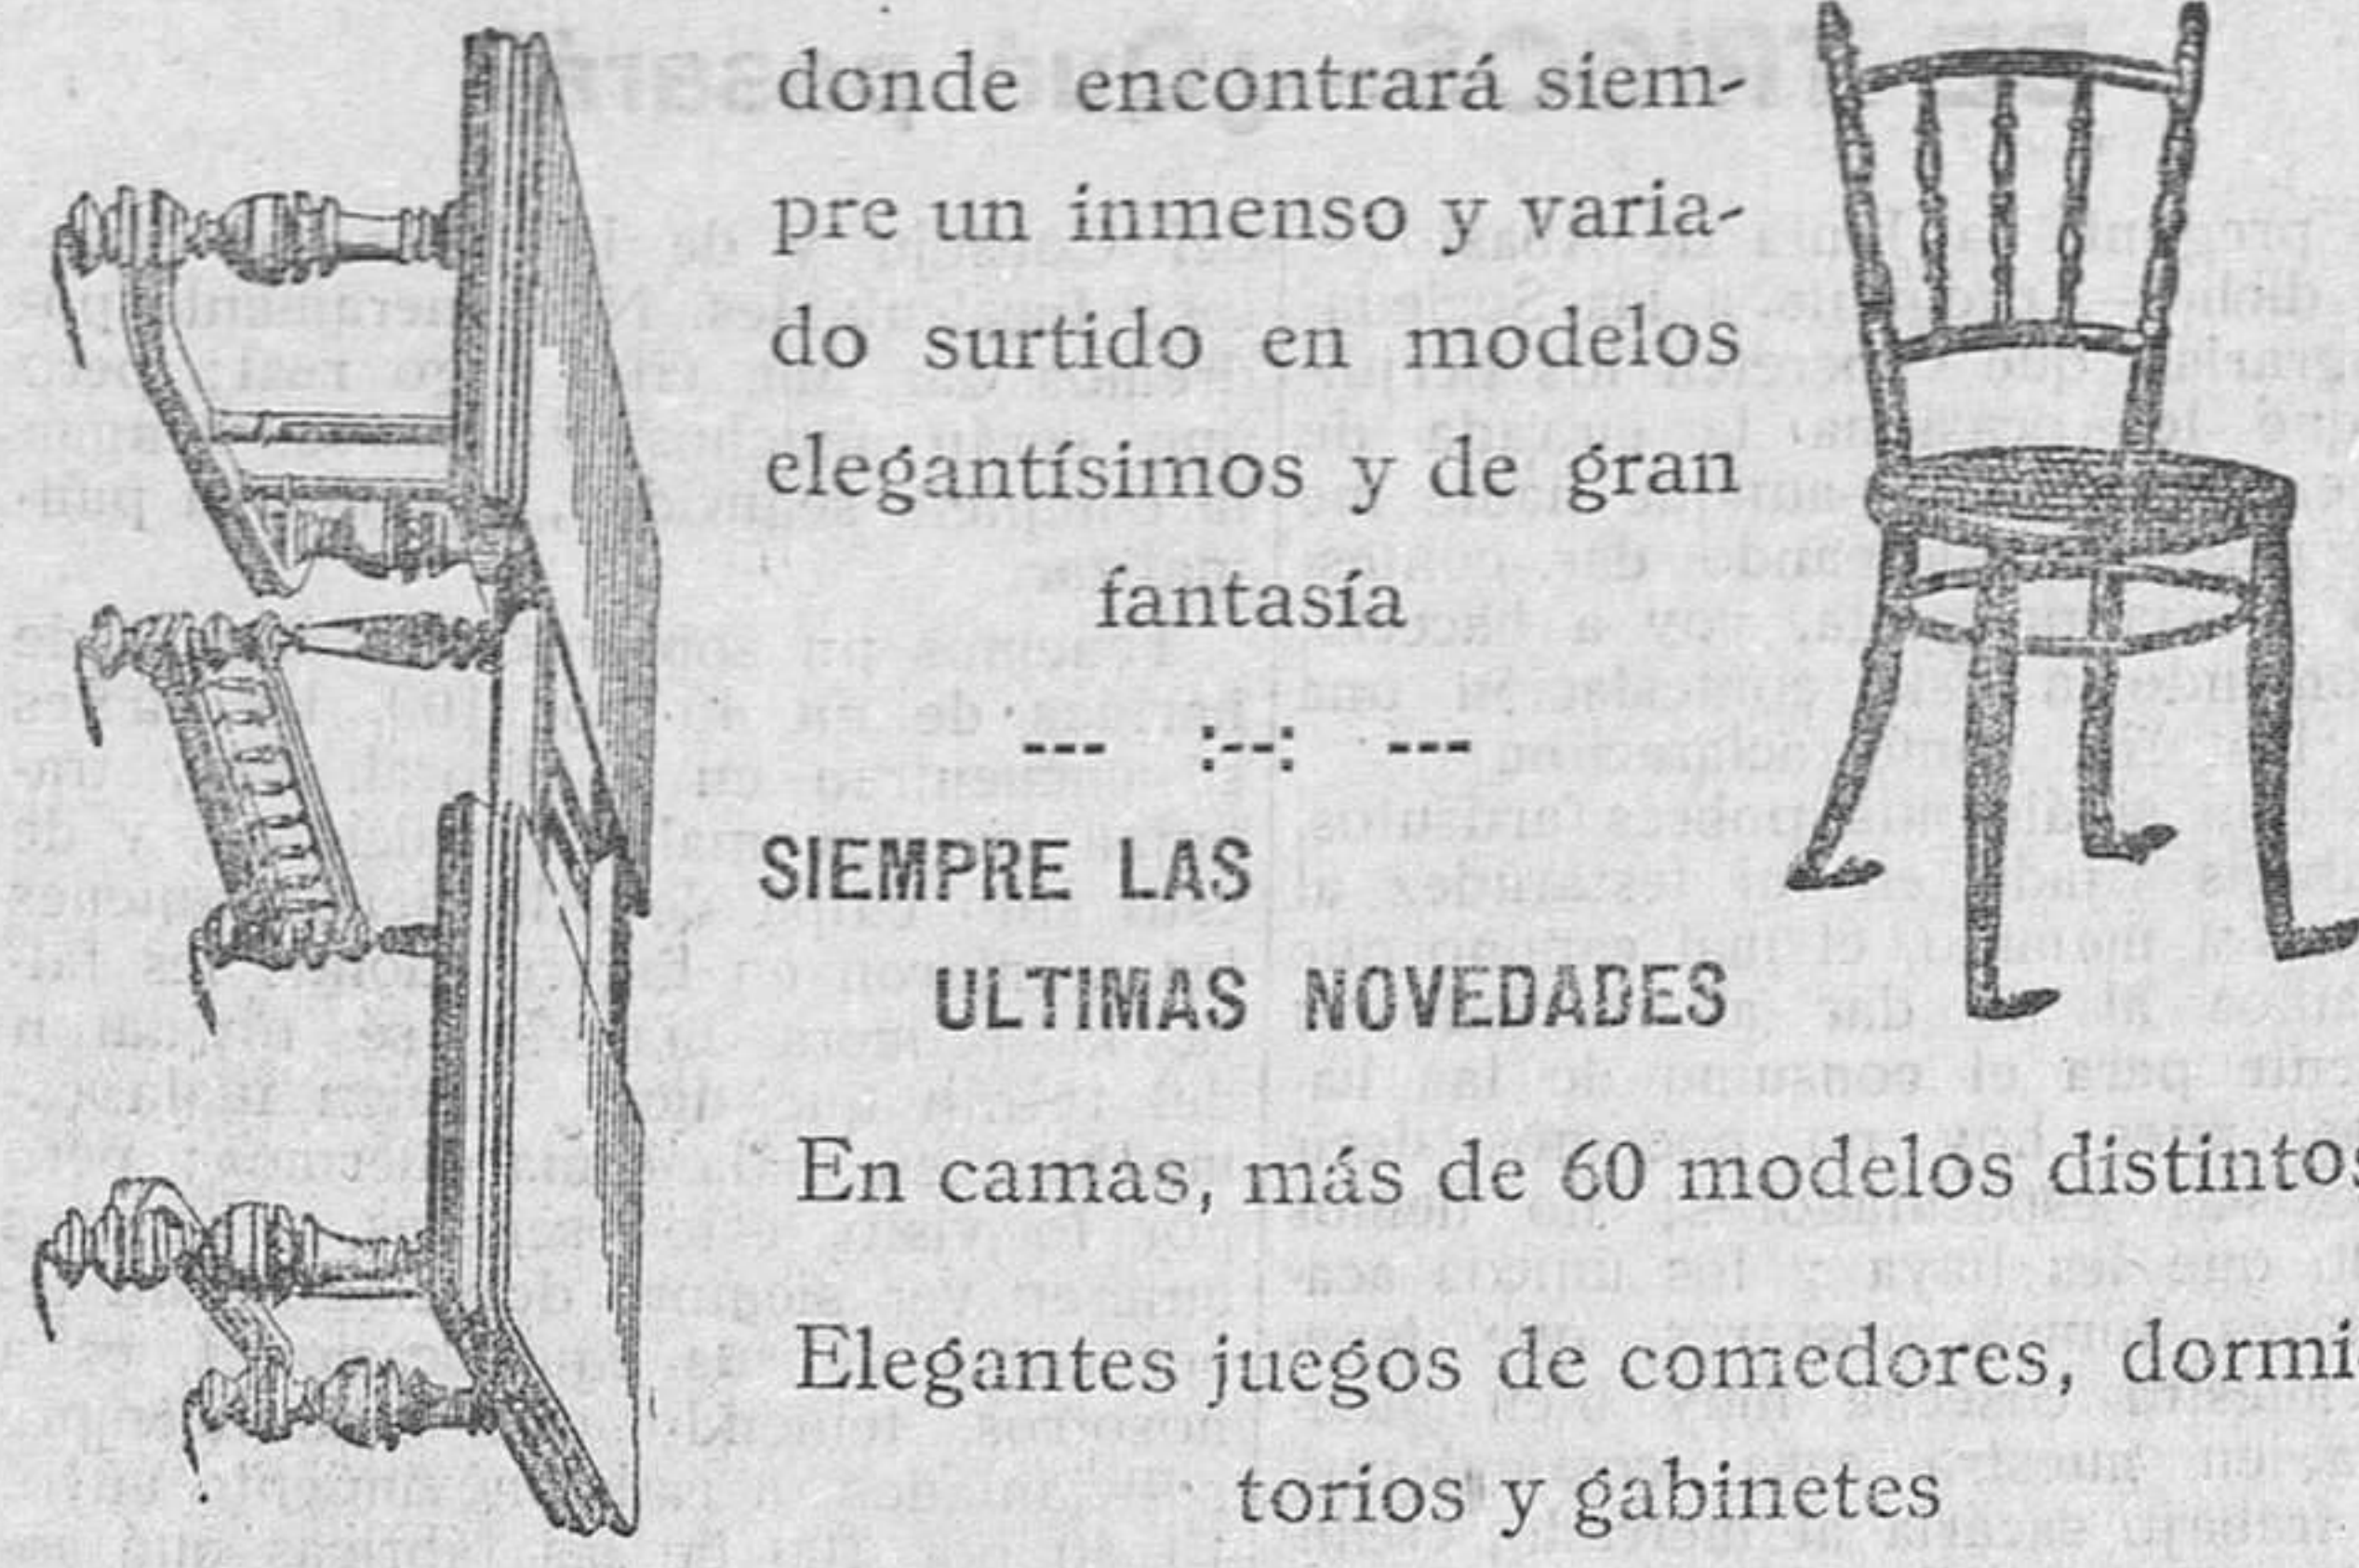 donde encontrará siem-
pre un inmenso y varia-
do surtido en modelos
elegantísimos y de gran
fantasía
--- :--: ---
SIEMPRE LAS
ULTIMAS NOVEDADES
En camas, más de 60 modelos distintos
Elegantes juegos de comedores, dormi-
torios y gabinetes